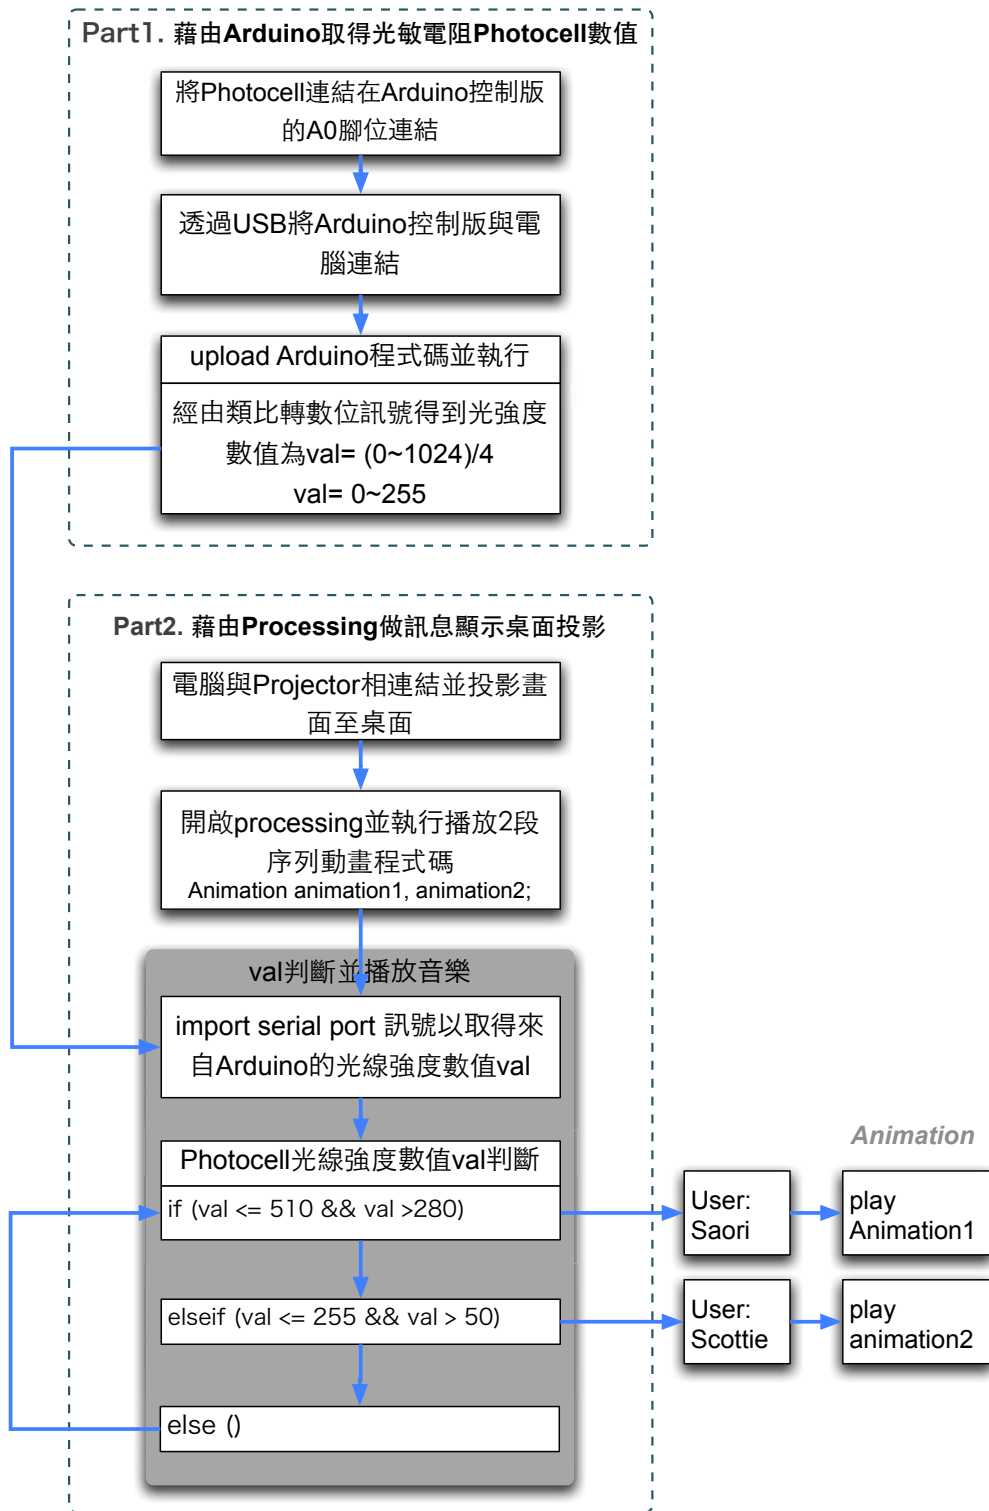 Part1. 藉由Arduino取得光敏電阻Photocell數值
將Photocell連結在Arduino控制版
的A0腳位連結
透過USB將Arduino控制版與電
腦連結
upload Arduino程式碼並執行
經由類比轉數位訊號得到光強度
數值為val= (0~1024)/4
val= 0~255
Part2. 藉由Processing做訊息顯示桌面投影
電腦與Projector相連結並投影畫
面至桌面
開啟processing並執行播放2段
序列動畫程式碼
Animation animation1, animation2;
val判斷並播放音樂
import serial port 訊號以取得來
自Arduino的光線強度數值val
Photocell光線強度數值val判斷
if (val <= 510 && val >280)
Animation
User:
Saori
play
Animation1
elseif (val <= 255 && val > 50)
User:
Scottie
play
animation2
else ()